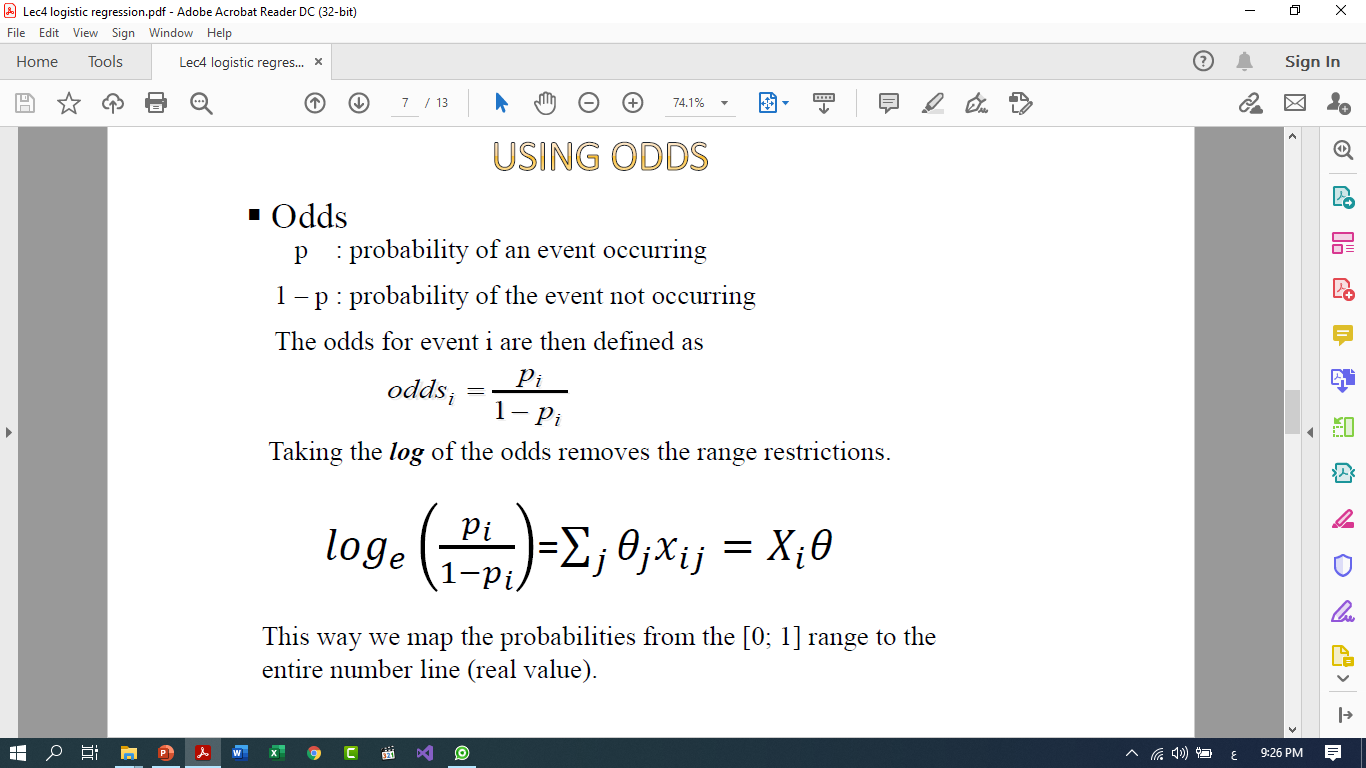 Lec4 logistic regression.pdf - Adobe Acrobat Reader DC (32-bit)
File Edit View Sign Window Help
Home Tools Lec4 logistic regres... × Sign In
7 / 13 74.1%
USING ODDS
▪ Odds
p : probability of an event occurring
1 – p : probability of the event not occurring
The odds for event i are then defined as
odds_i = p_i / (1 – p_i)
Taking the log of the odds removes the range restrictions.
log_e (p_i / (1−p_i)) = ∑_j θ_j x_ij = X_i θ
This way we map the probabilities from the [0; 1] range to the
entire number line (real value).
ع 9:26 PM